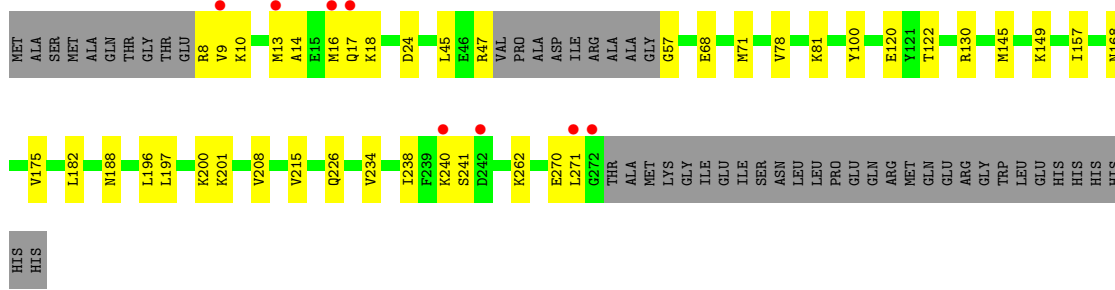 MET ALA SER MET ALA GLN THR GLY THR GLU R8 V9 K10 M13 A14 E15 M16 Q17 K18 D24 L45 E46 R47 VAL PRO ALA ASP ILE ARG ALA ALA GLY G57 E68 M71 V78 K81 Y100 E120 Y121 T122 R130 M145 K149 I157 N168
V175 L182 N188 L196 L197 K200 K201 V208 V215 Q226 V234 I238 F239 K240 S241 D242 K262 E270 L271 G272 THR ALA MET LYS GLY ILE GLU ILE SER ASN LEU LEU PRO GLU GLN ARG MET GLN GLU ARG GLY TRP LEU GLU HIS HIS HIS HIS
HIS HIS